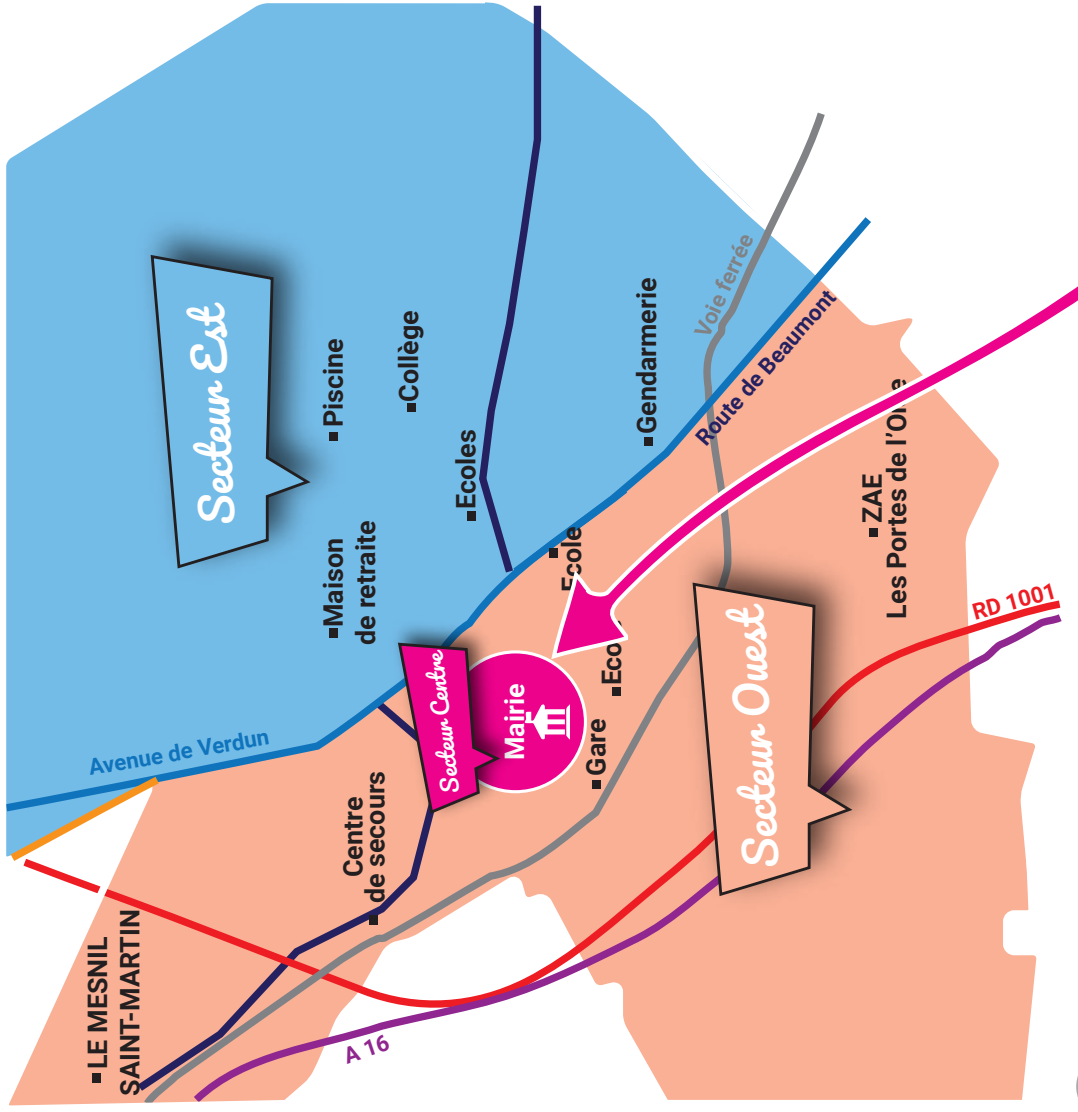 LE MESNIL
SAINT-MARTIN
Avenue de Verdun
Secteur Est
Maison
de retraite
Piscine
Collège
Centre
de secours
A 16
Secteur Centre
Ecoles
Mairie
Ecole
Gare
Ecole
Gendarmerie
Voie ferrée
Route de Beaumont
Secteur Ouest
ZAE
Les Portes de l'Oise
RD 1001